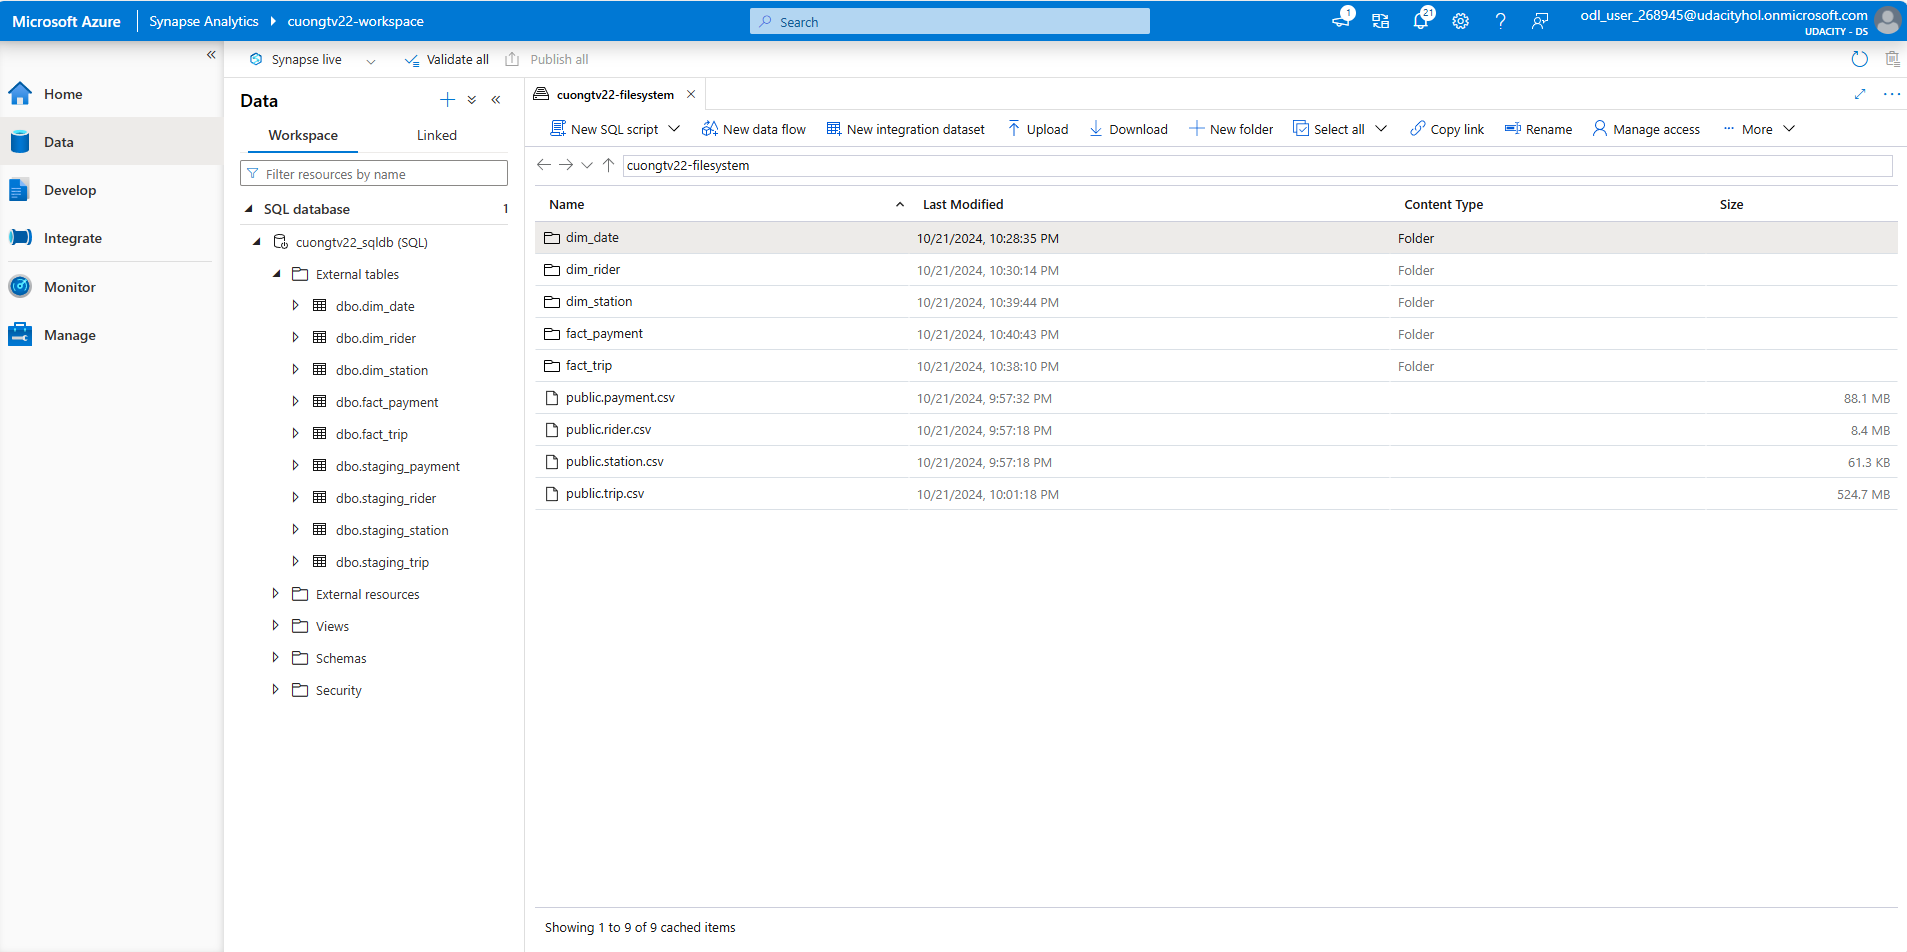 Microsoft Azure
Synapse Analytics
cuongtv22-workspace
Search
1
21
odl_user_268945@udacityhol.onmicrosoft.com
UDACITY - DS
Home
Data
Develop
Integrate
Monitor
Manage
Synapse live
Validate all
Publish all
Data
Workspace
Linked
Filter resources by name
SQL database 1
cuongtv22_sqldb (SQL)
External tables
dbo.dim_date
dbo.dim_rider
dbo.dim_station
dbo.fact_payment
dbo.fact_trip
dbo.staging_payment
dbo.staging_rider
dbo.staging_station
dbo.staging_trip
External resources
Views
Schemas
Security
cuongtv22-filesystem
New SQL script New data flow New integration dataset Upload Download New folder Select all Copy link Rename Manage access More
cuongtv22-filesystem
Name Last Modified Content Type Size
dim_date 10/21/2024, 10:28:35 PM Folder
dim_rider 10/21/2024, 10:30:14 PM Folder
dim_station 10/21/2024, 10:39:44 PM Folder
fact_payment 10/21/2024, 10:40:43 PM Folder
fact_trip 10/21/2024, 10:38:10 PM Folder
public.payment.csv 10/21/2024, 9:57:32 PM 88.1 MB
public.rider.csv 10/21/2024, 9:57:18 PM 8.4 MB
public.station.csv 10/21/2024, 9:57:18 PM 61.3 KB
public.trip.csv 10/21/2024, 10:01:18 PM 524.7 MB
Showing 1 to 9 of 9 cached items